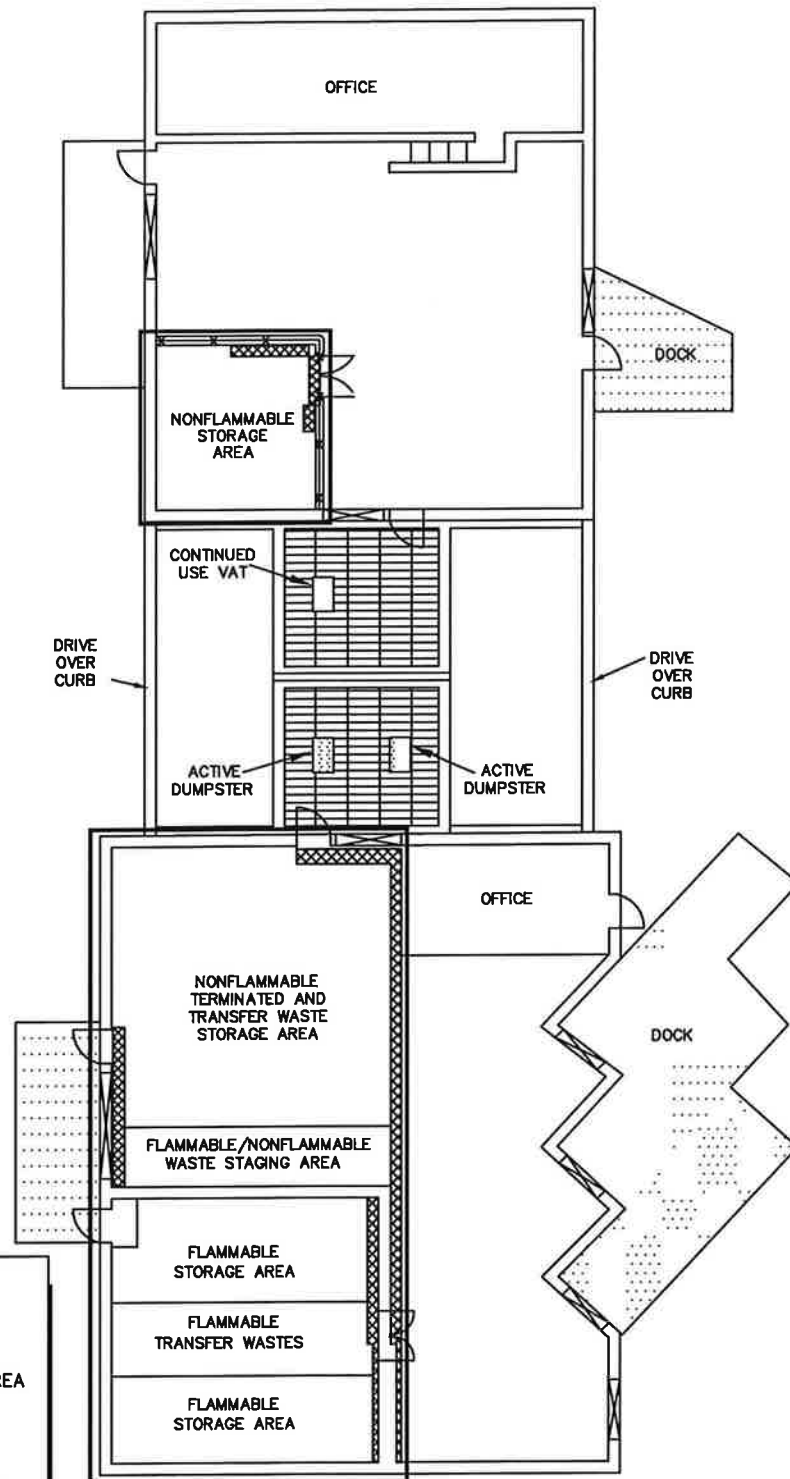 OFFICE
DOCK
NONFLAMMABLE
STORAGE
AREA
CONTINUED
USE VAT
DRIVE
OVER
CURB
DRIVE
OVER
CURB
ACTIVE
DUMPSTER
ACTIVE
DUMPSTER
OFFICE
NONFLAMMABLE
TERMINATED AND
TRANSFER WASTE
STORAGE AREA
DOCK
FLAMMABLE/NONFLAMMABLE
WASTE STAGING AREA
FLAMMABLE
STORAGE AREA
FLAMMABLE
TRANSFER WASTES
FLAMMABLE
STORAGE AREA